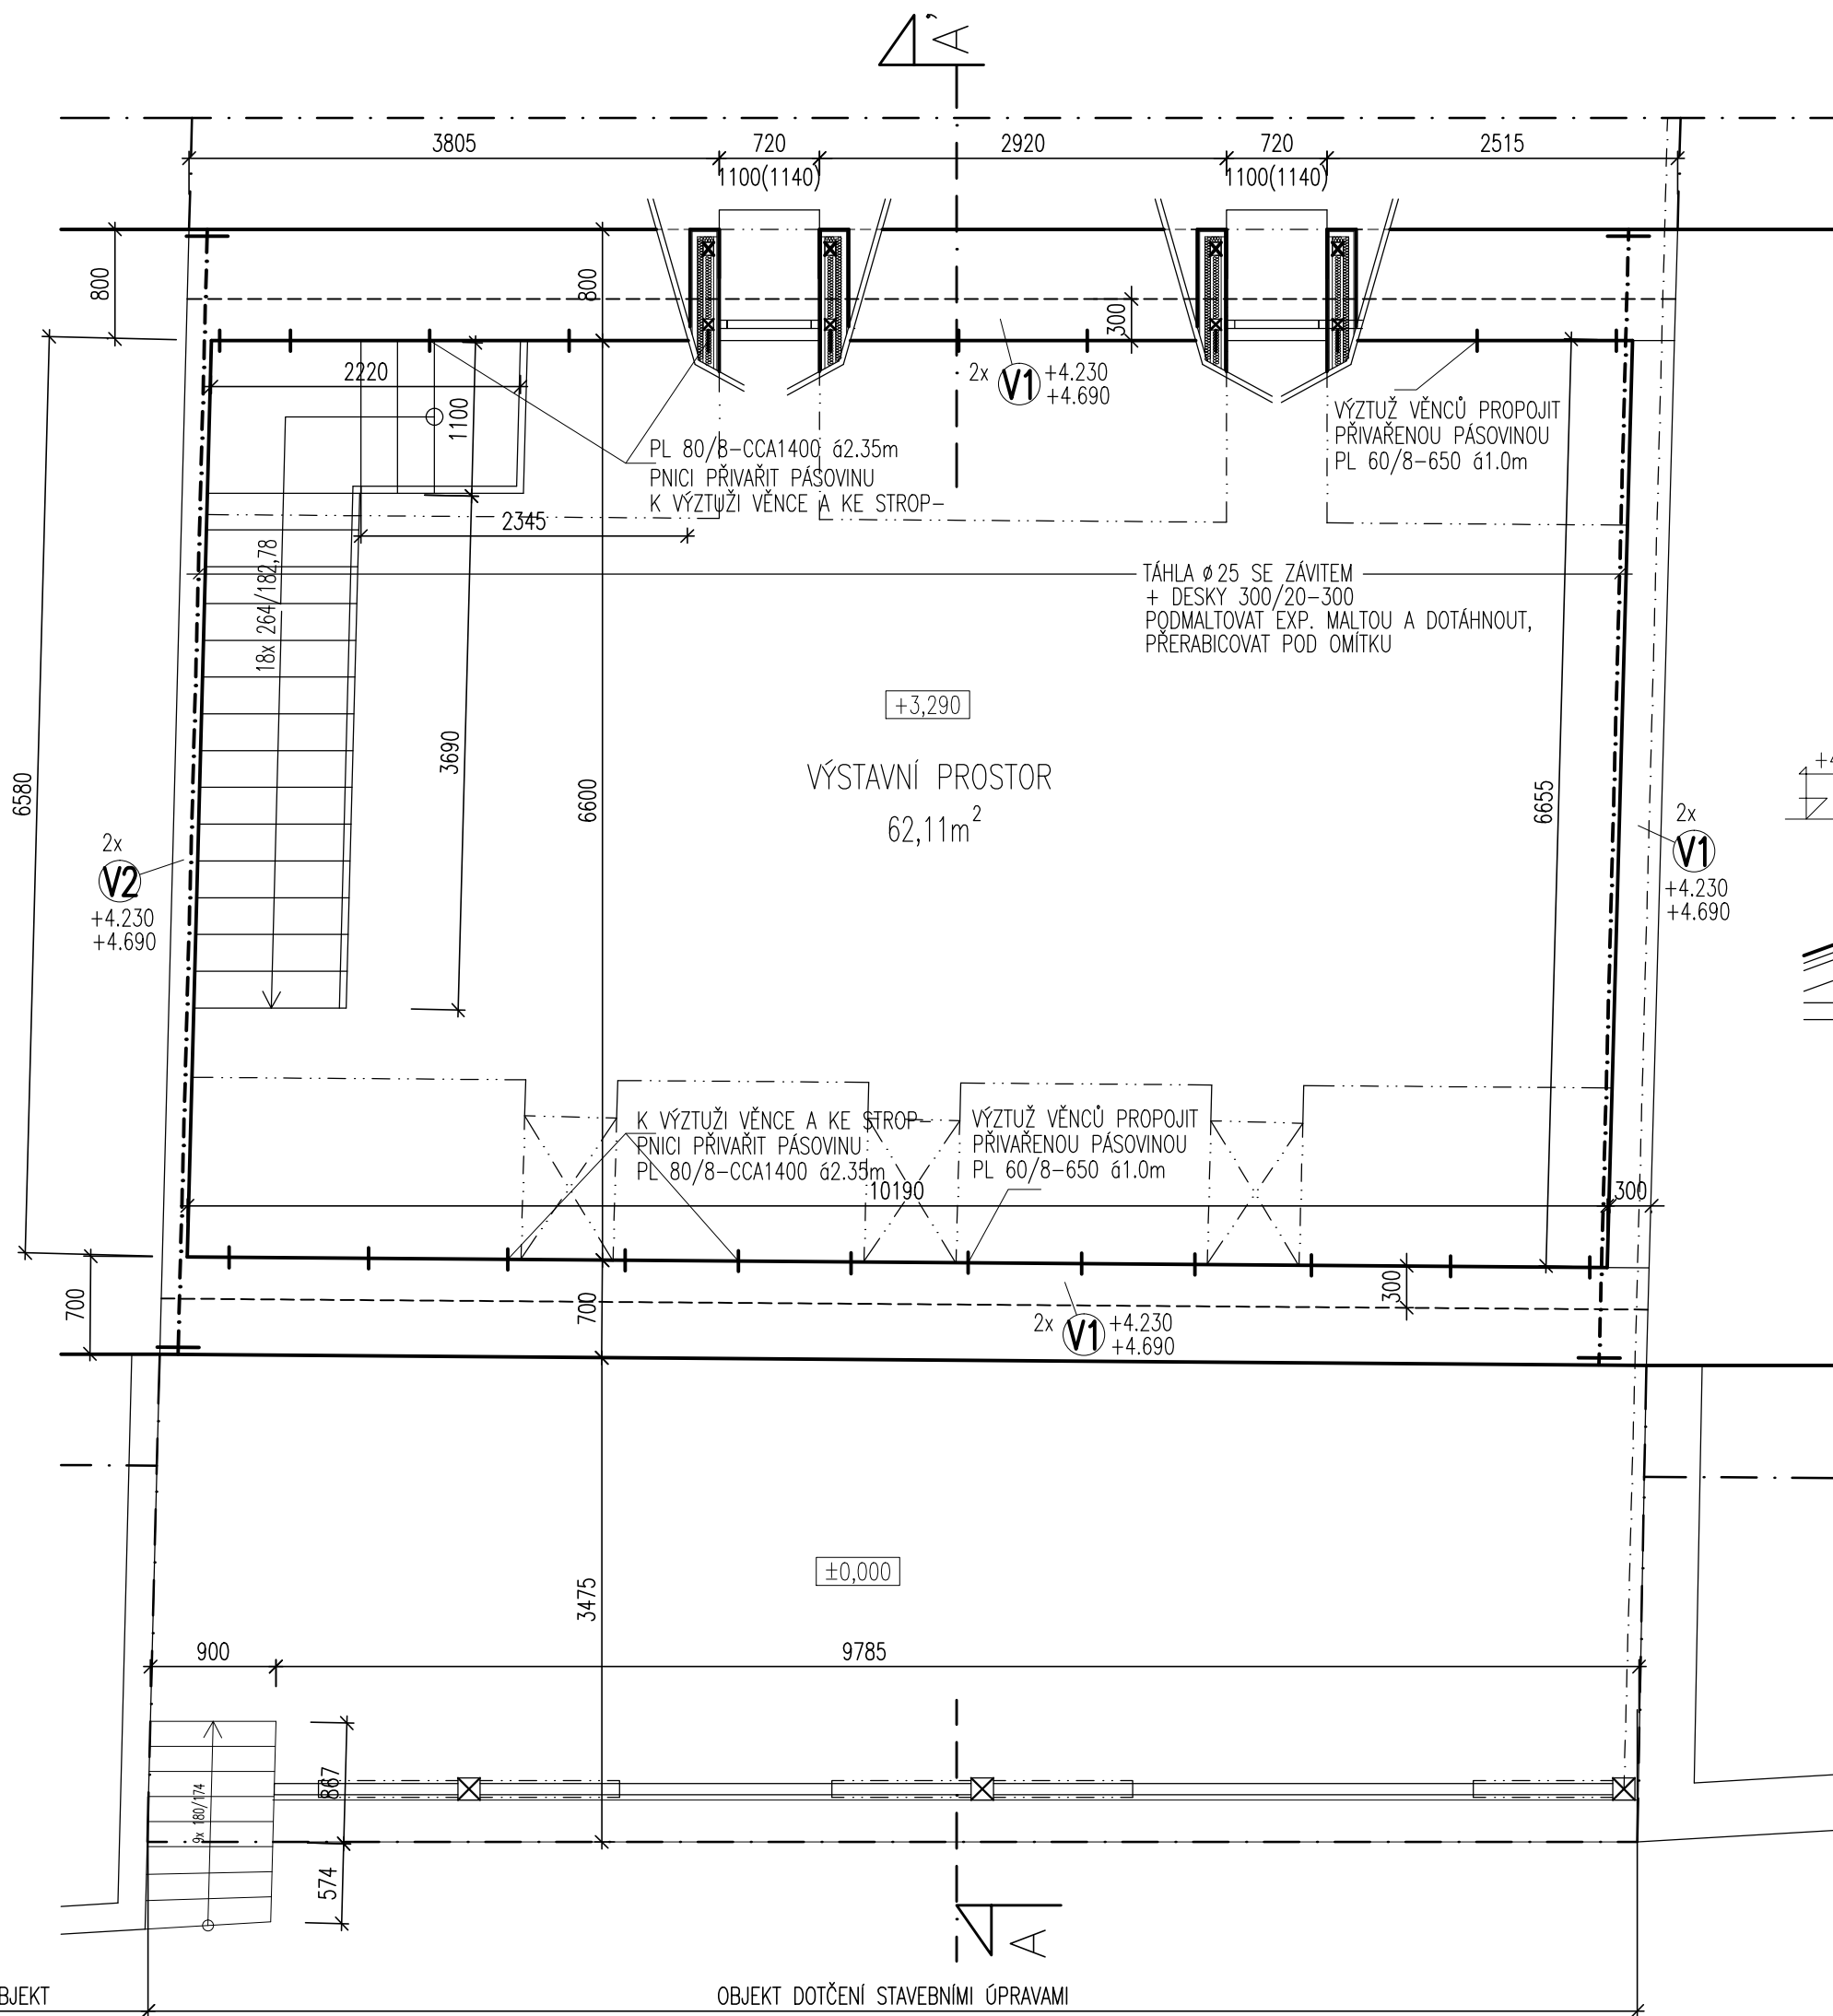 A'
3805
720
2920
720
2515
1100(1140)
1100(1140)
800
800
300
2220
1100
2x V1 +4.230
+4.690
VÝZTUŽ VĚNCŮ PROPOJIT
PŘIVAŘENOU PÁSOVINOU
PL 60/8-650 á1.0m
PL 80/8-CCA1400 á2.35m
PNICI PŘIVAŘIT PÁSOVINU
K VÝZTUŽI VĚNCE A KE STROP-
2345
18x 264/182,78
TÁHLA ø25 SE ZÁVITEM
+ DESKY 300/20-300
PODMALTOVAT EXP. MALTOU A DOTÁHNOUT,
PŘERABICOVAT POD OMÍTKU
+3,290
VÝSTAVNÍ PROSTOR
62,11m²
3690
6580
6600
6655
2x
V2
+4.230
+4.690
2x
V1
+4.230
+4.690
K VÝZTUŽI VĚNCE A KE STROP-
PNICI PŘIVAŘIT PÁSOVINU
PL 80/8-CCA1400 á2.35m
VÝZTUŽ VĚNCŮ PROPOJIT
PŘIVAŘENOU PÁSOVINOU
PL 60/8-650 á1.0m
10190
300
700
700
300
2x V1 +4.230
+4.690
±0,000
3475
900
9785
867
9x 180/174
574
A
BJEKT
OBJEKT DOTČENÍ STAVEBNÍMI ÚPRAVAMI